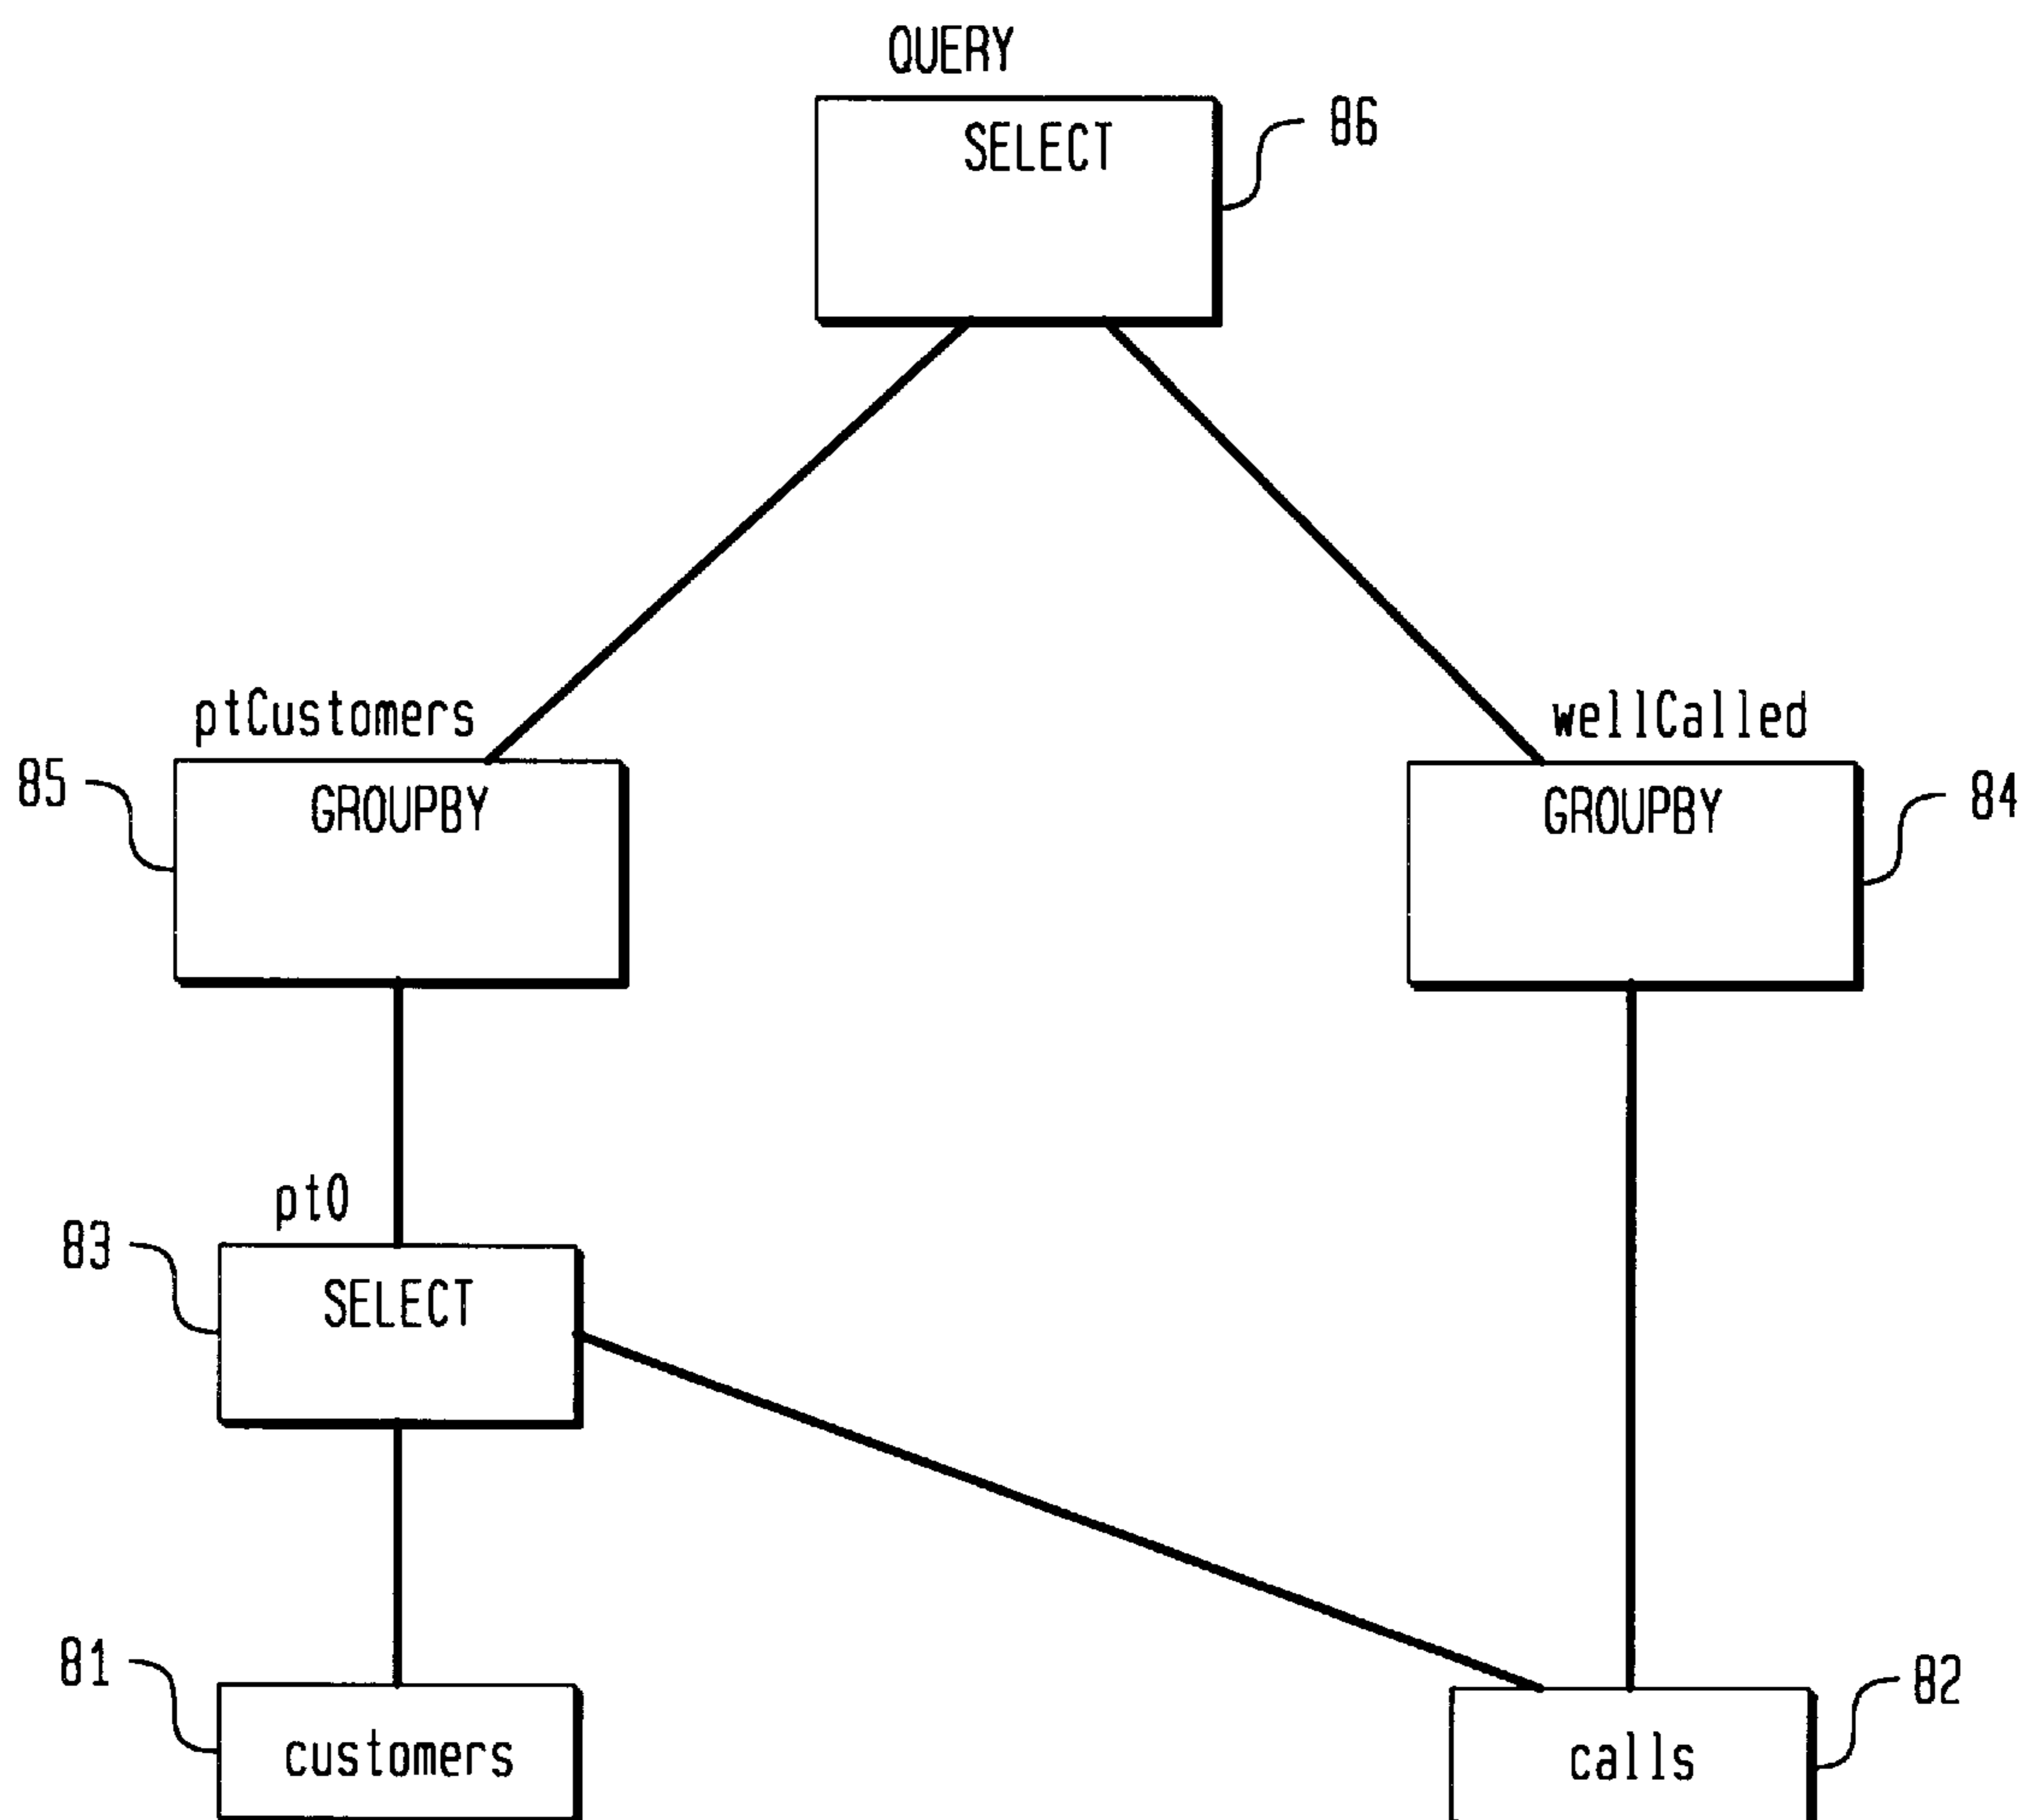 QUERY
SELECT
86
ptCustomers
wellCalled
85
GROUPBY
GROUPBY
84
pt0
83
SELECT
81
customers
calls
82